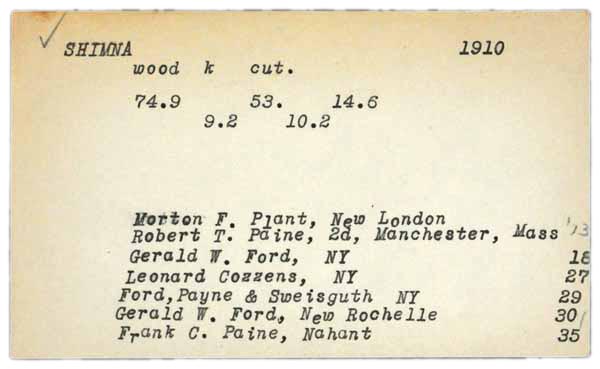 SHIMNA 1910
wood k cut.
74.9 53. 14.6
9.2 10.2
Morton F. Plant, New London
Robert T. Paine, 2d, Manchester, Mass '13
Gerald W. Ford, NY 18
Leonard Cozzens, NY 27
Ford,Payne & Sweisguth NY 29
Gerald W. Ford, New Rochelle 30
Frank C. Paine, Nahant 35